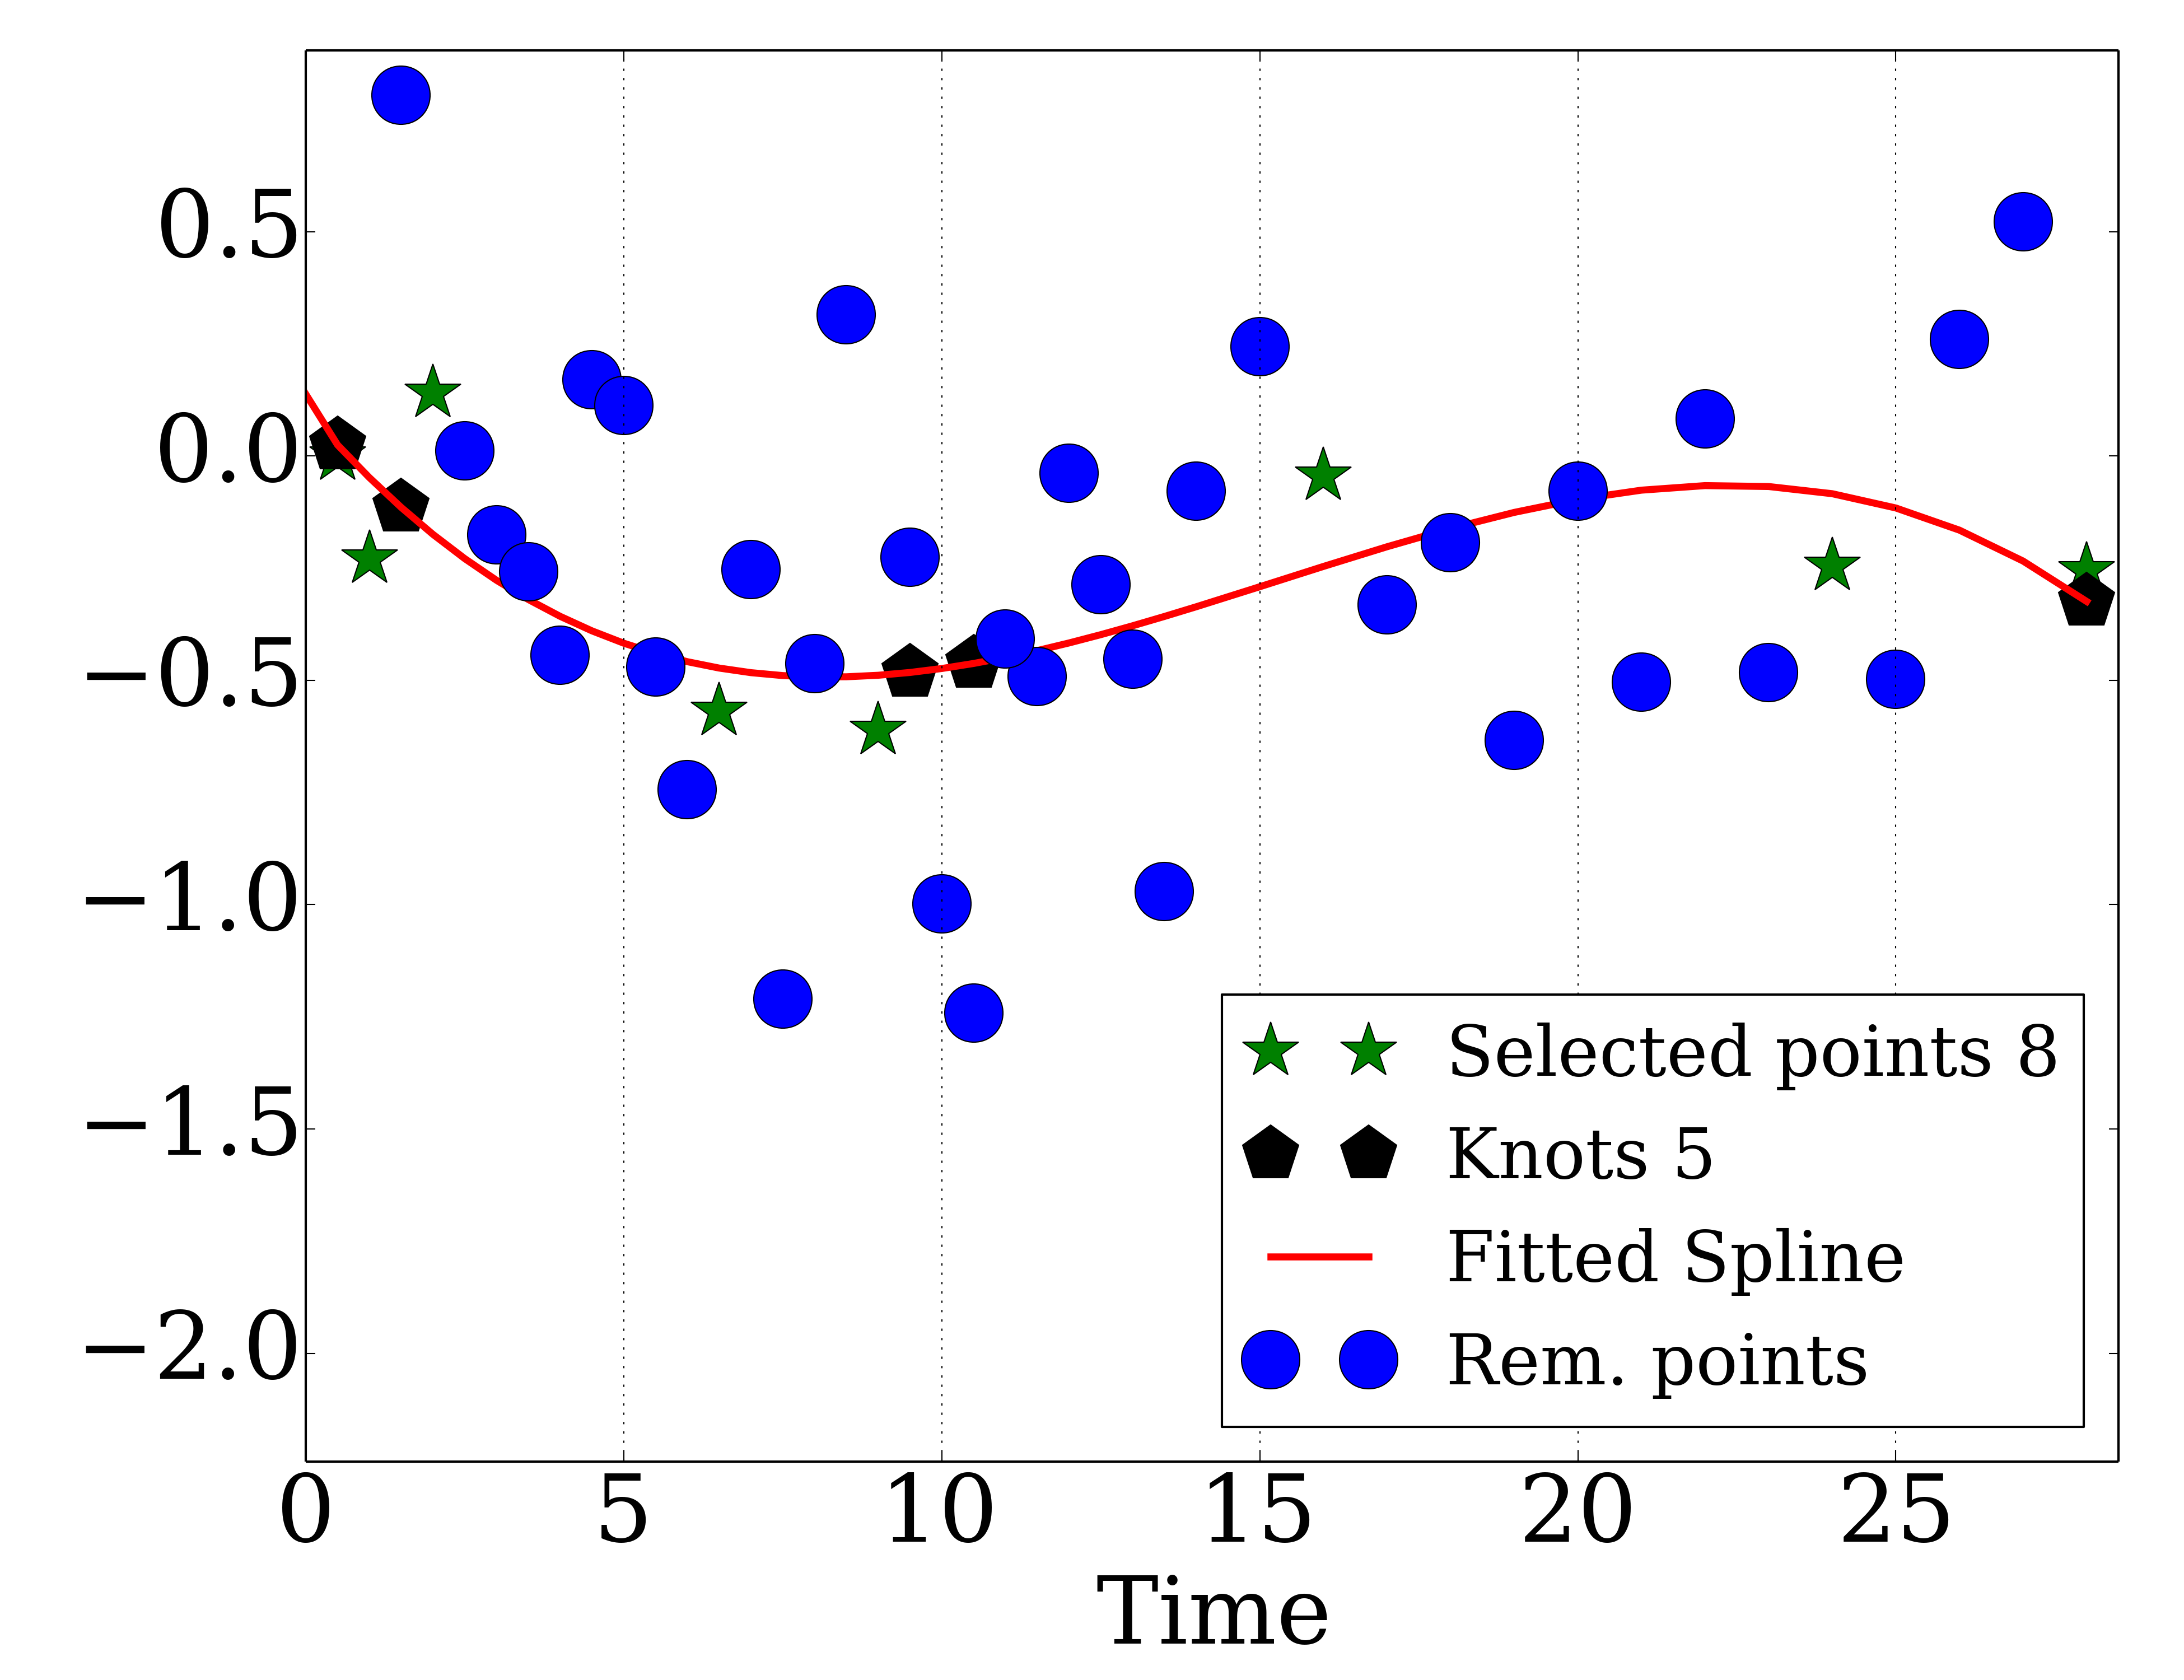 0.5
0.0
−0.5
−1.0
−1.5
−2.0
0 5 10 15 20 25
Time
Selected points 8
Knots 5
Fitted Spline
Rem. points